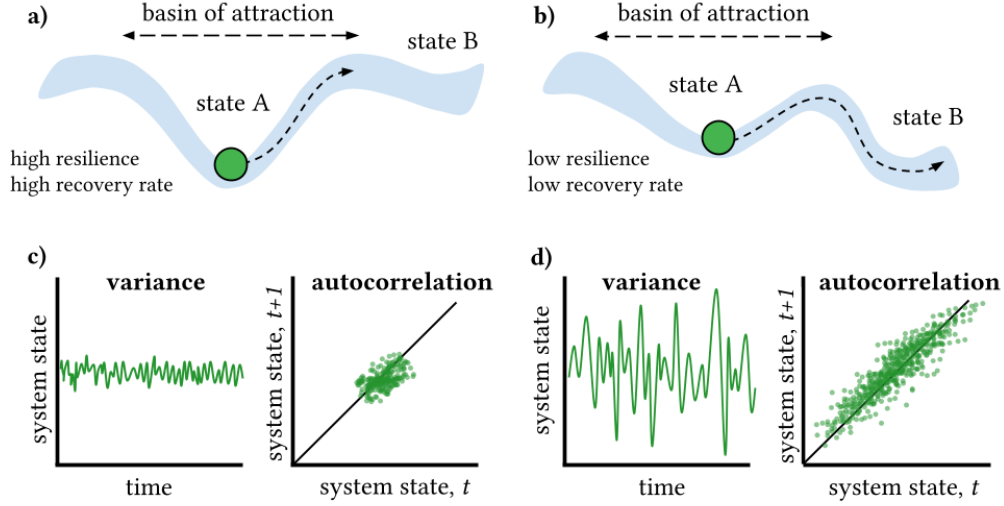 a)
basin of attraction
state B
state A
high resilience
high recovery rate
b)
basin of attraction
state A
state B
low resilience
low recovery rate
c)
variance
system state
time
autocorrelation
system state, t+1
system state, t
d)
variance
system state
time
autocorrelation
system state, t+1
system state, t